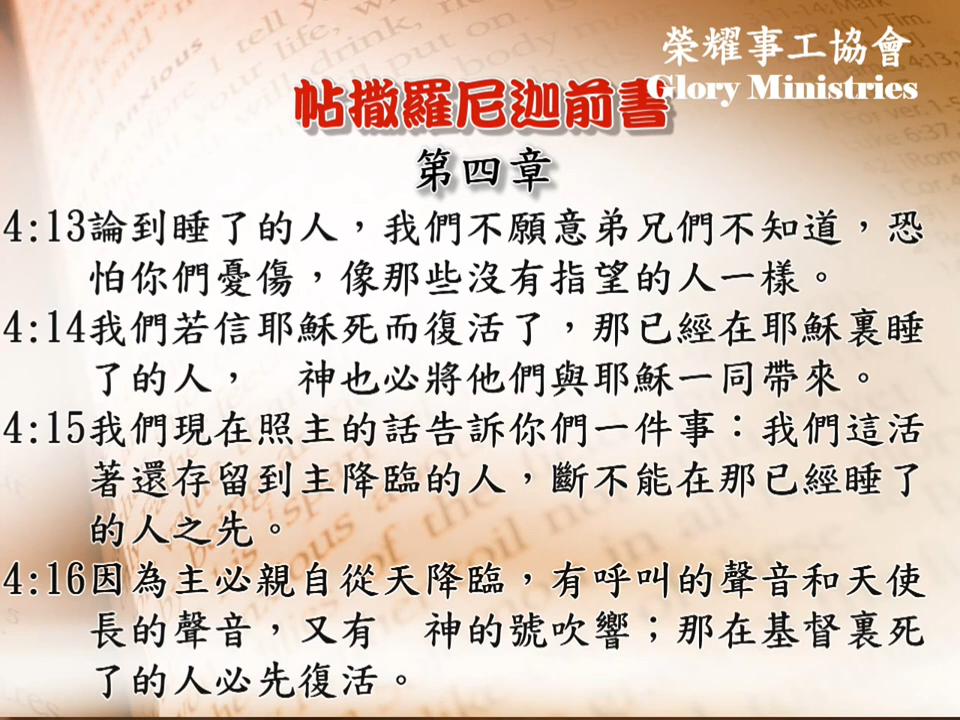 榮耀事工協會
Glory Ministries
帖撒羅尼迦前書
第四章
4:13論到睡了的人，我們不願意弟兄們不知道，恐
怕你們憂傷，像那些沒有指望的人一樣。
4:14我們若信耶穌死而復活了，那已經在耶穌裏睡
了的人，　神也必將他們與耶穌一同帶來。
4:15我們現在照主的話告訴你們一件事：我們這活
著還存留到主降臨的人，斷不能在那已經睡了
的人之先。
4:16因為主必親自從天降臨，有呼叫的聲音和天使
長的聲音，又有　神的號吹響；那在基督裏死
了的人必先復活。